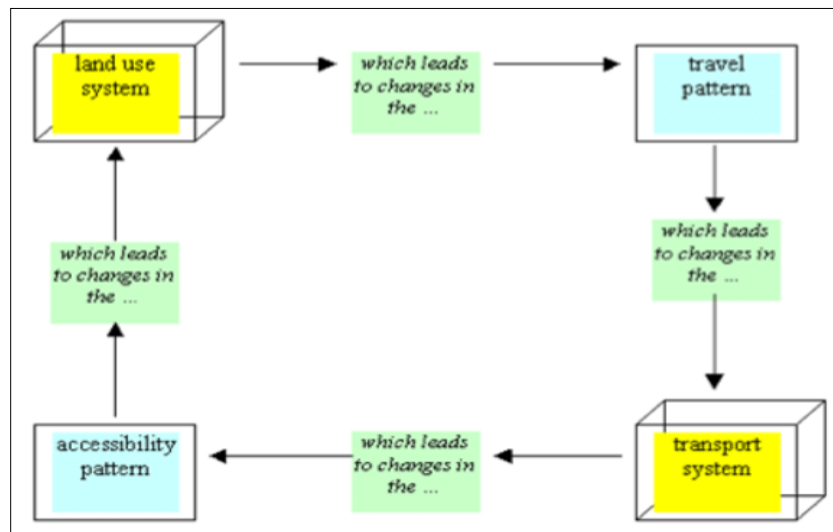 land use
system
which leads
to changes in
the ...
travel
pattern
which leads
to changes in
the ...
which leads
to changes in
the ...
accessibility
pattern
which leads
to changes in
the ...
transport
system